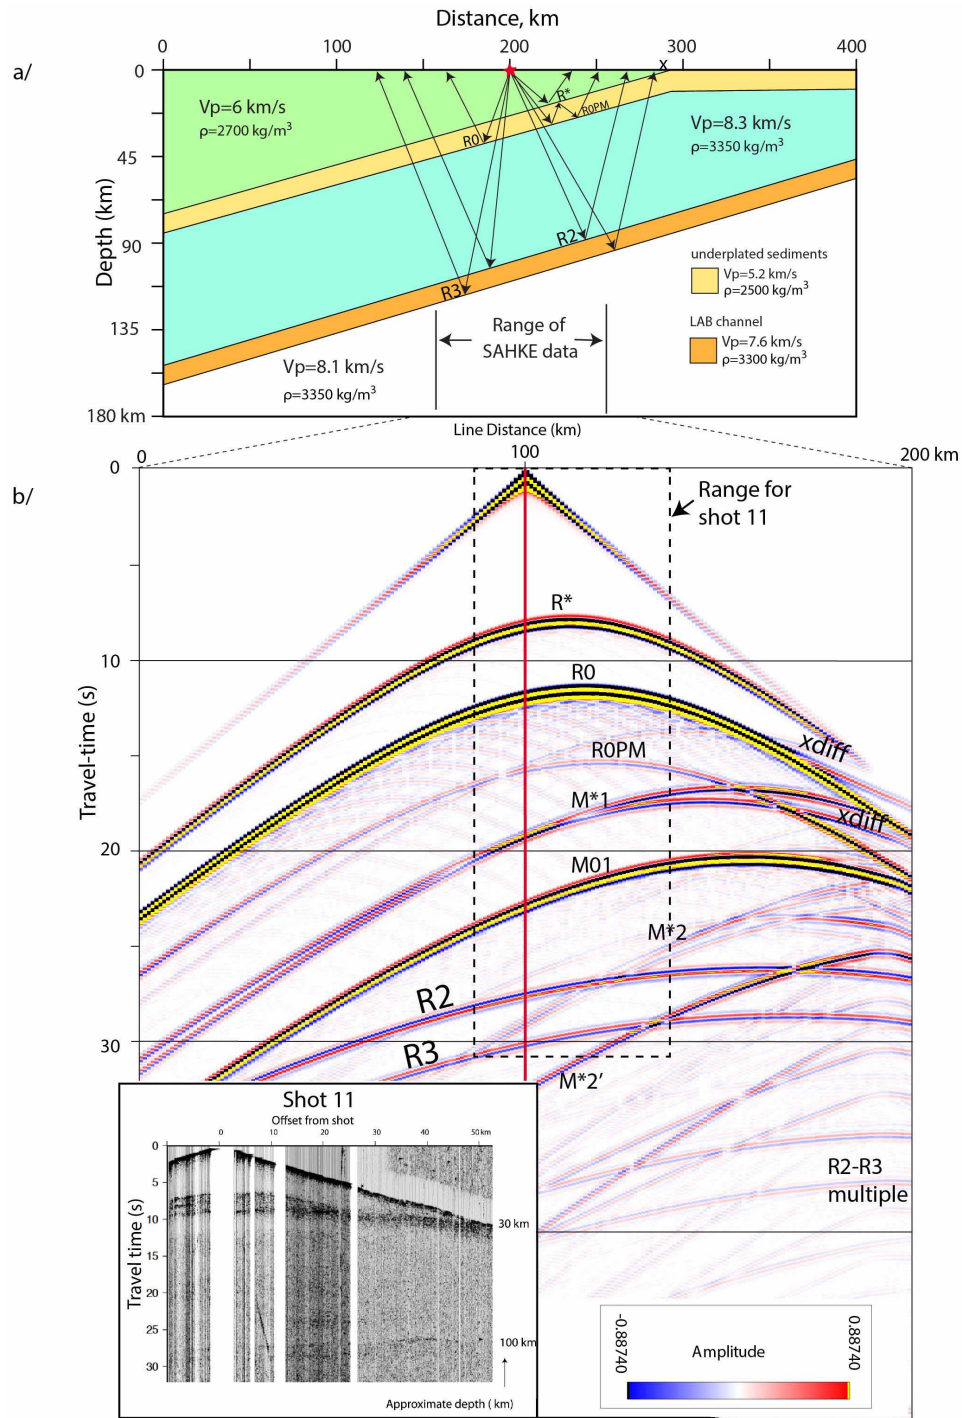 Distance, km
0 100 200 300 400
a/
x
0
45
90
135
180 km
Depth (km)
Vp=6 km/s
ρ=2700 kg/m³
R*
R0PM
R0
Vp=8.3 km/s
ρ=3350 kg/m³
R2
R3
underplated sediments
Vp=5.2 km/s
ρ=2500 kg/m³
LAB channel
Vp=7.6 km/s
ρ=3300 kg/m³
Range of
SAHKE data
Vp=8.1 km/s
ρ=3350 kg/m³
Line Distance (km)
0 100 200 km
b/
0
10
20
30
Travel-time (s)
Range for
shot 11
R*
R0
R0PM
xdiff
M*1
xdiff
M01
M*2
R2
R3
M*2'
R2-R3
multiple
Shot 11
Offset from shot
0 10 20 30 40 50km
0
5
10
15
20
25
30
Travel time (s)
30 km
100 km
Approximate depth ( km)
-0.88740
0.88740
Amplitude